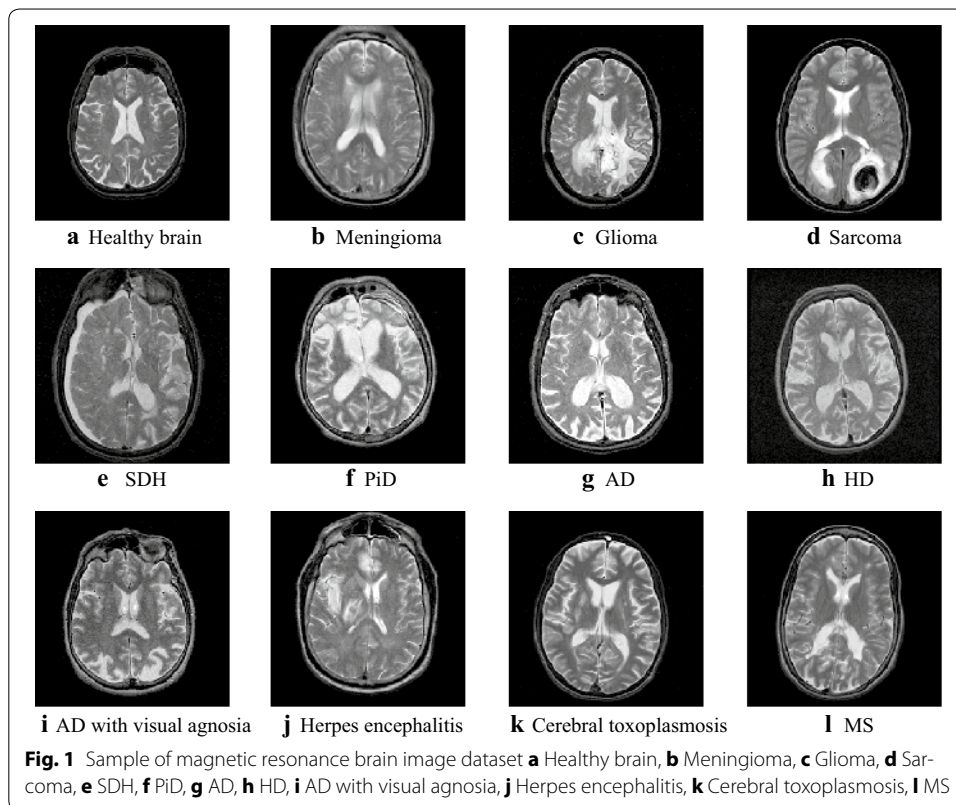 a Healthy brain b Meningioma c Glioma d Sarcoma
e SDH f PiD g AD h HD
i AD with visual agnosia j Herpes encephalitis k Cerebral toxoplasmosis l MS
Fig. 1 Sample of magnetic resonance brain image dataset a Healthy brain, b Meningioma, c Glioma, d Sar-
coma, e SDH, f PiD, g AD, h HD, i AD with visual agnosia, j Herpes encephalitis, k Cerebral toxoplasmosis, l MS